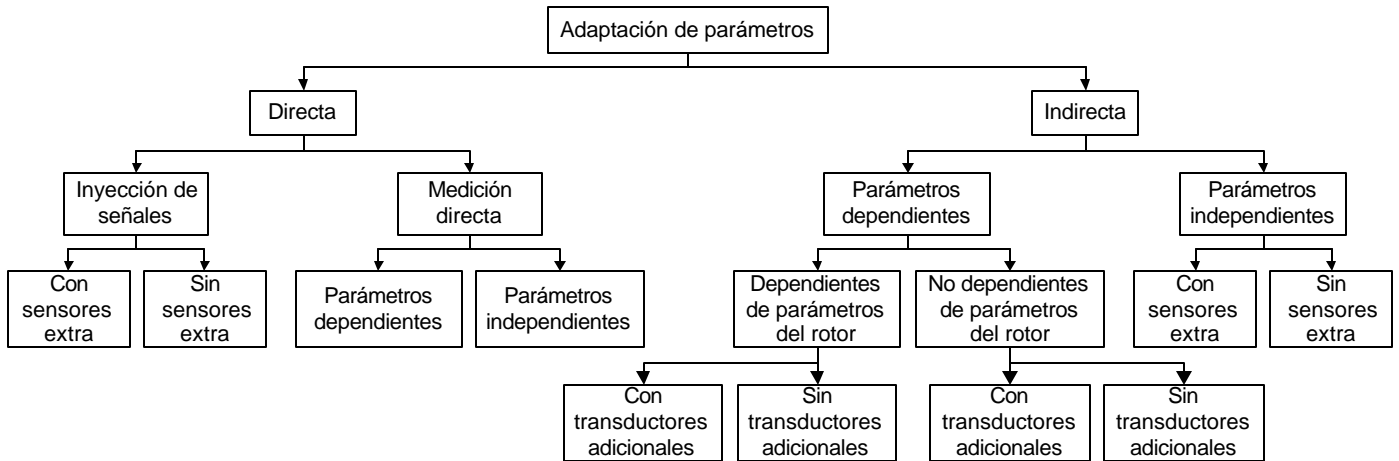 Adaptación de parámetros
Directa
Indirecta
Inyección de
señales
Medición
directa
Parámetros
dependientes
Parámetros
independientes
Con
sensores
extra
Sin
sensores
extra
Parámetros
dependientes
Parámetros
independientes
Dependientes
de parámetros
del rotor
No dependientes
de parámetros
del rotor
Con
sensores
extra
Sin
sensores
extra
Con
transductores
adicionales
Sin
transductores
adicionales
Con
transductores
adicionales
Sin
transductores
adicionales